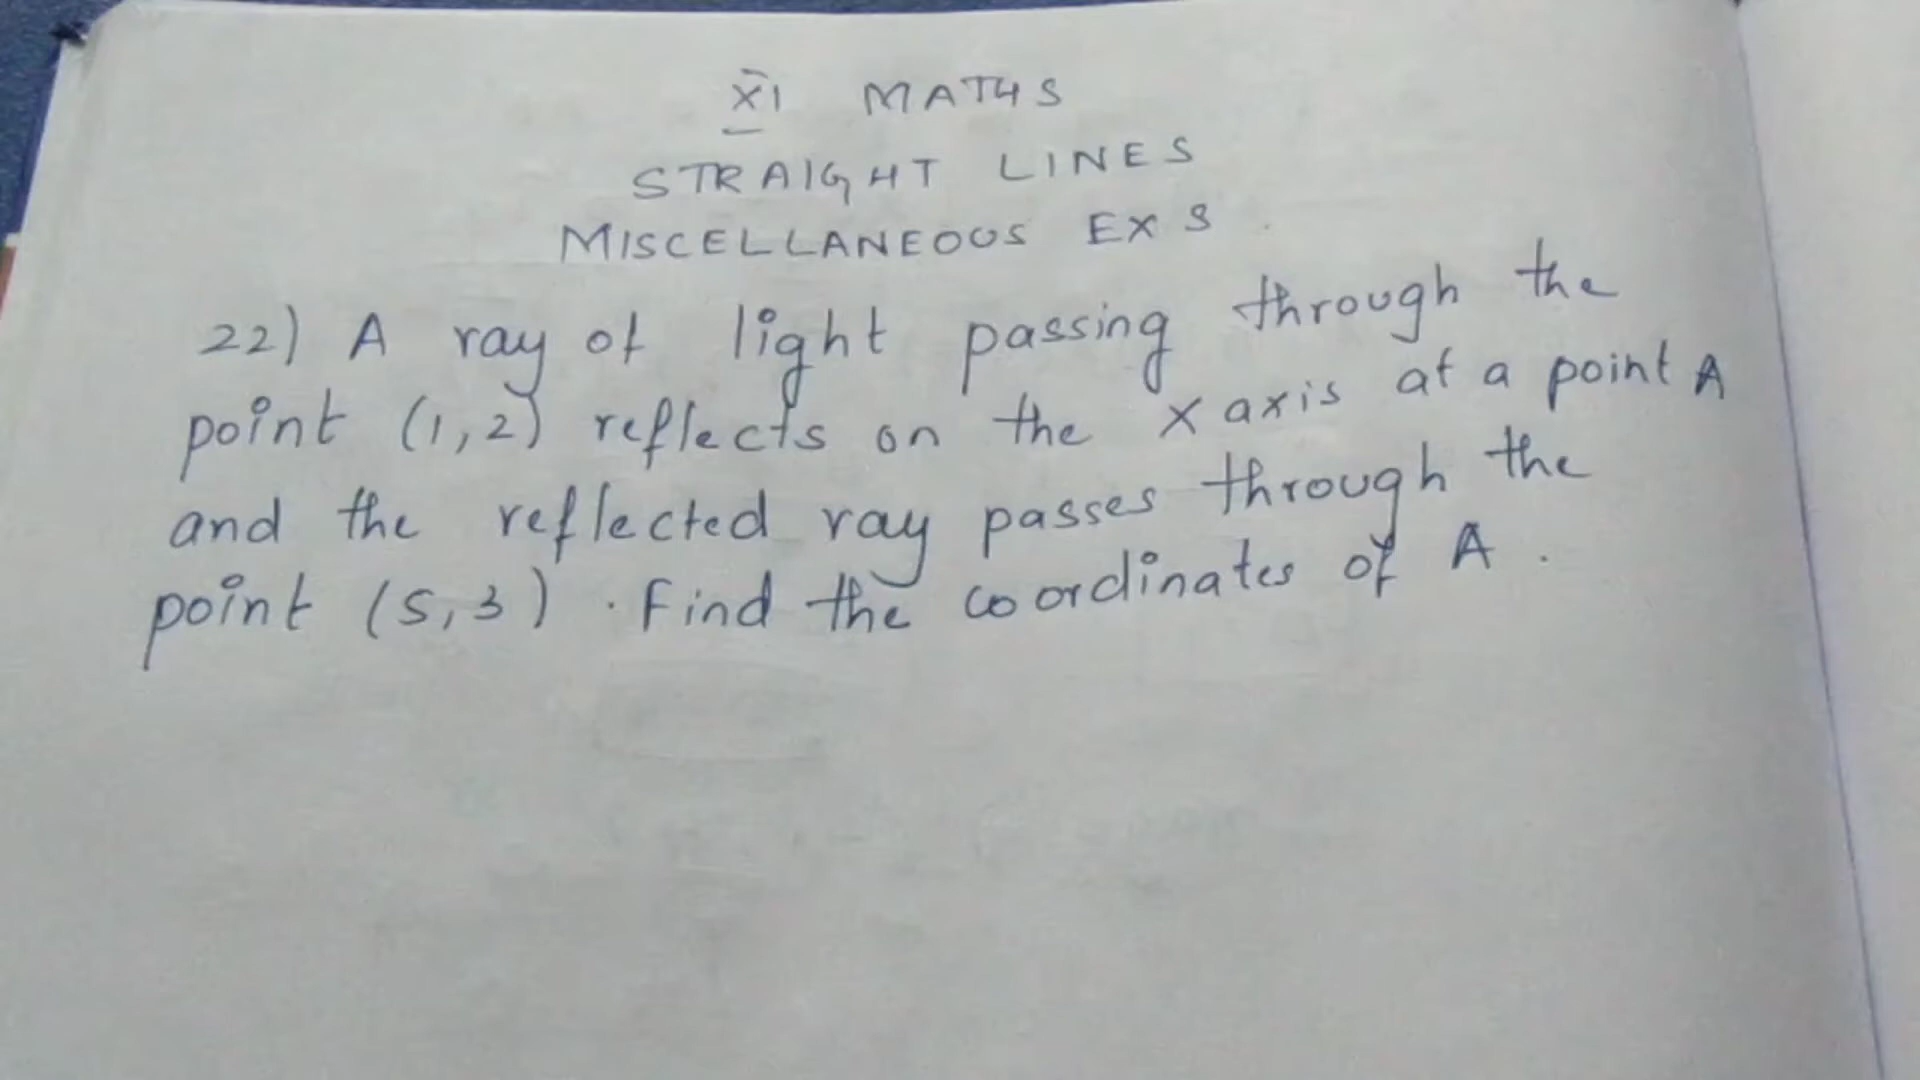 XI MATHS
STRAIGHT LINES
MISCELLANEOUS EXS
22) A ray of light passing through the
point (1,2) reflects on the X axis at a point A
and the reflected ray passes through the
point (5,3). Find the coordinates of A.